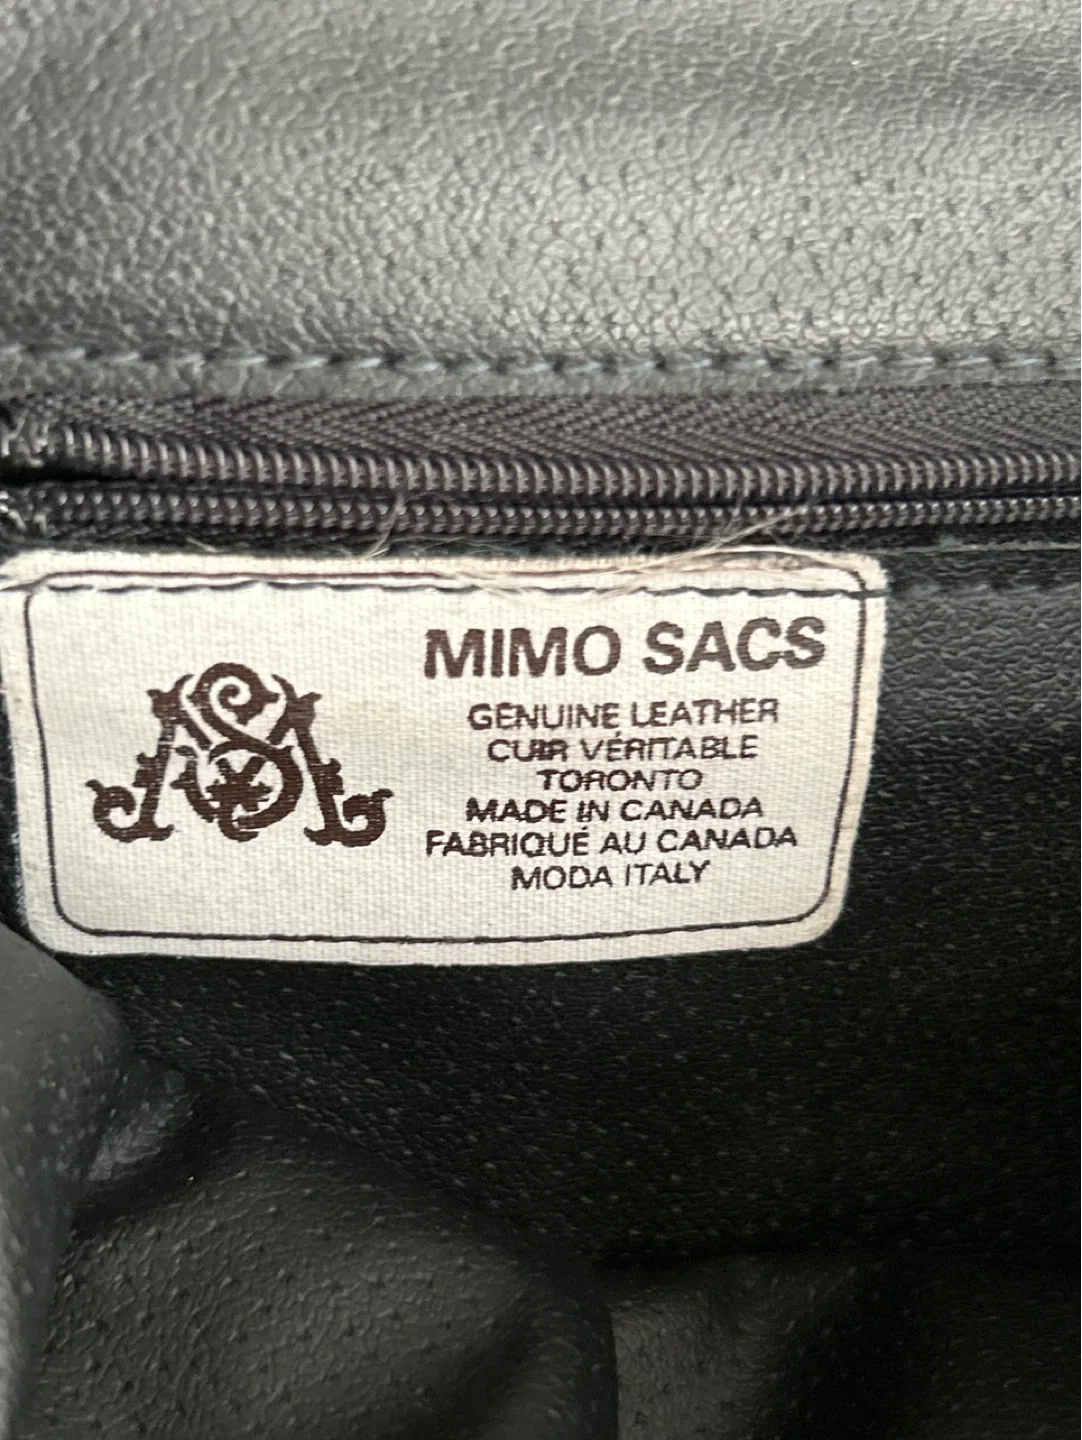 MIMO SACS
GENUINE LEATHER
CUIR VÉRITABLE
TORONTO
MADE IN CANADA
FABRIQUÉ AU CANADA
MODA ITALY